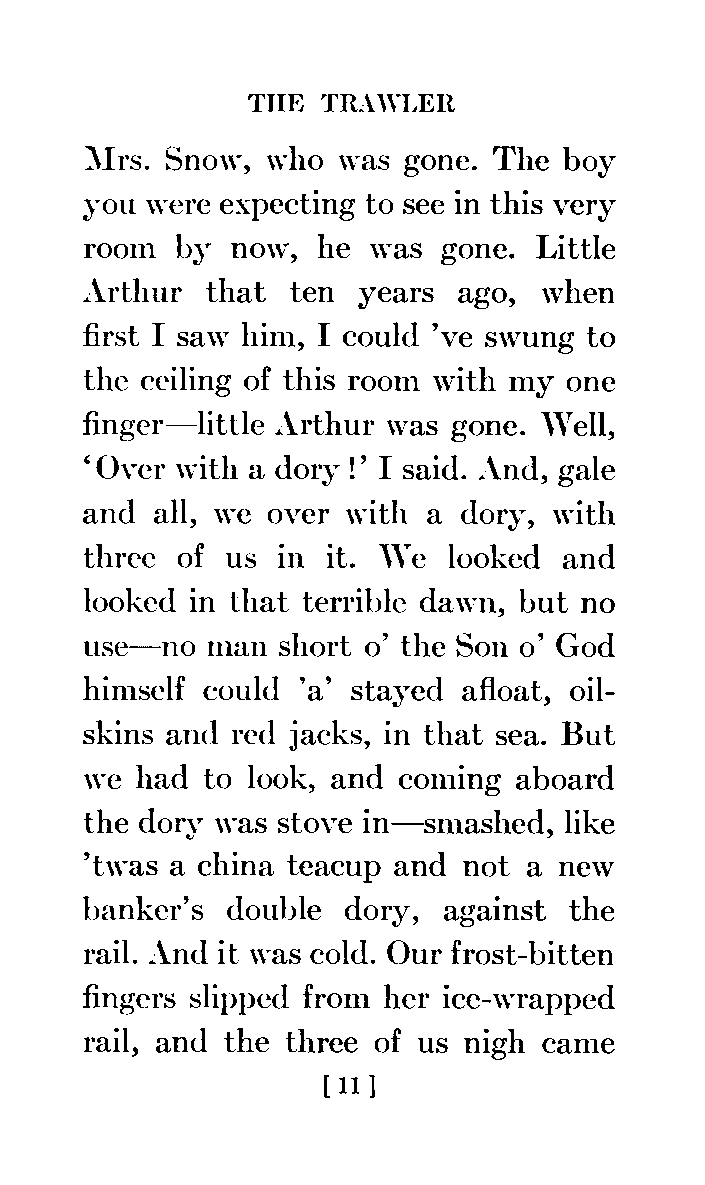 THE TRAWLER
Mrs. Snow, who was gone. The boy
you were expecting to see in this very
room by now, he was gone. Little
Arthur that ten years ago, when
first I saw him, I could ’ve swung to
the ceiling of this room with my one
finger—little Arthur was gone. Well,
‘Over with a dory!’ I said. And, gale
and all, we over with a dory, with
three of us in it. We looked and
looked in that terrible dawn, but no
use—no man short o’ the Son o’ God
himself could ’a’ stayed afloat, oil-
skins and red jacks, in that sea. But
we had to look, and coming aboard
the dory was stove in—smashed, like
’twas a china teacup and not a new
banker’s double dory, against the
rail. And it was cold. Our frost-bitten
fingers slipped from her ice-wrapped
rail, and the three of us nigh came
[ 11 ]